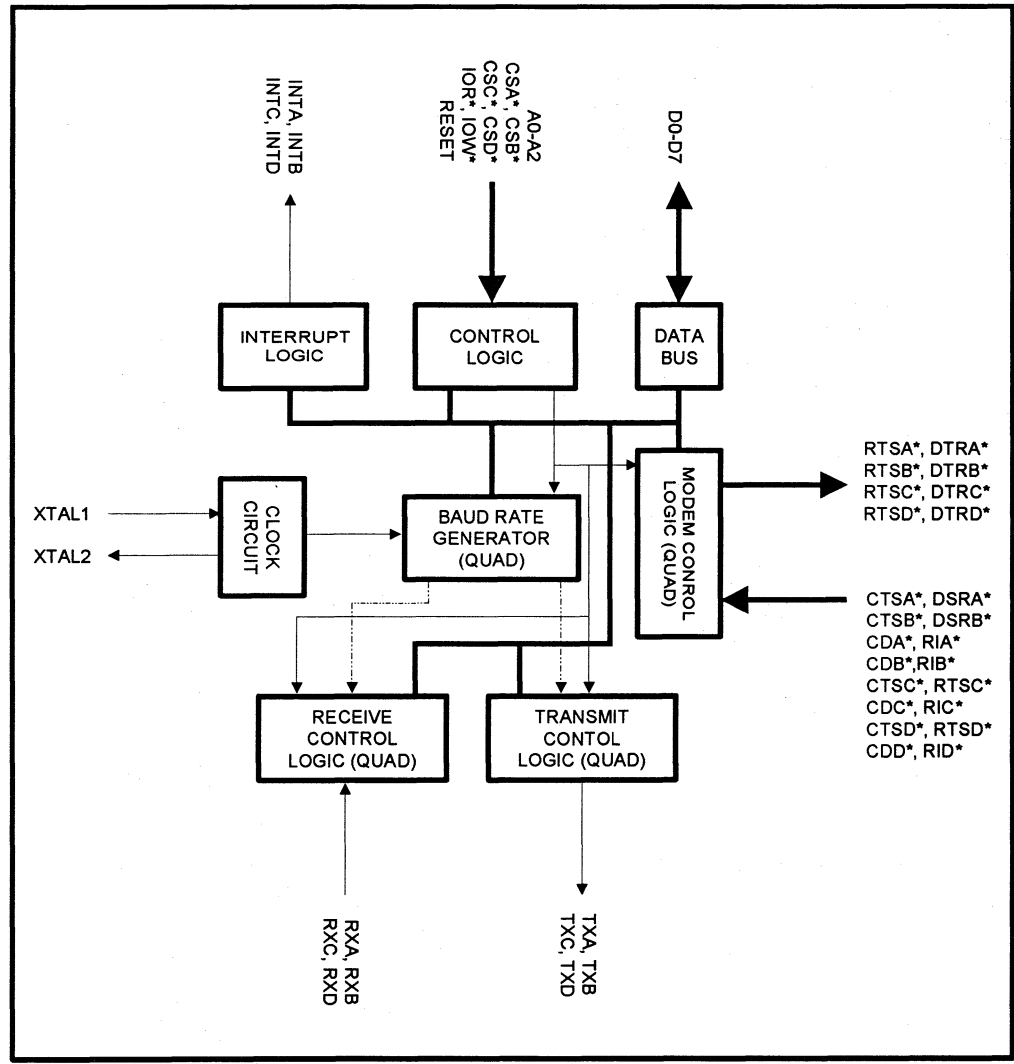 INTA, INTB
INTC, INTD
A0-A2
CSA*, CSB*
CSC*, CSD*
IOR*, IOW*
RESET
D0-D7
INTERRUPT
LOGIC
CONTROL
LOGIC
DATA
BUS
XTAL1
XTAL2
CLOCK
CIRCUIT
BAUD RATE
GENERATOR
(QUAD)
MODEM CONROL
LOGIC (QUAD)
RTSA*, DTRA*
RTSB*, DTRB*
RTSC*, DTRC*
RTSD*, DTRD*
CTSA*, DSRA*
CTSB*, DSRB*
CDA*, RIA*
CDB*,RIB*
CTSC*, RTSC*
CDC*, RIC*
CTSD*, RTSD*
CDD*, RID*
RECEIVE
CONTROL
LOGIC (QUAD)
TRANSMIT
CONTOL
LOGIC (QUAD)
RXA, RXB
RXC, RXD
TXA, TXB
TXC, TXD